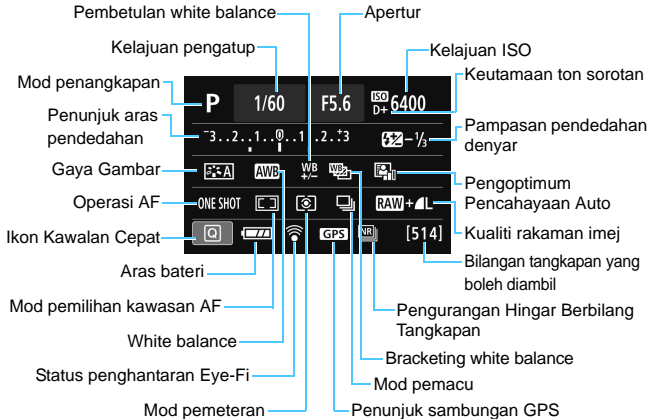 Pembetulan white balance
Apertur
Kelajuan pengatup
Kelajuan ISO
Mod penangkapan
Keutamaan ton sorotan
Penunjuk aras
pendedahan
Pampasan pendedahan
denyar
Gaya Gambar
Pengoptimum
Pencahayaan Auto
Operasi AF
Kualiti rakaman imej
Ikon Kawalan Cepat
Bilangan tangkapan yang
boleh diambil
Aras bateri
Mod pemilihan kawasan AF
Pengurangan Hingar Berbilang
Tangkapan
White balance
Bracketing white balance
Status penghantaran Eye-Fi
Mod pemacu
Mod pemeteran
Penunjuk sambungan GPS
P 1/60 F5.6 ISO D+ 6400
-3..2..1..0..1..2..+3 -1/3
A AWB WB +/- WB
ONE SHOT RAW+L
Q GPS NR [514]